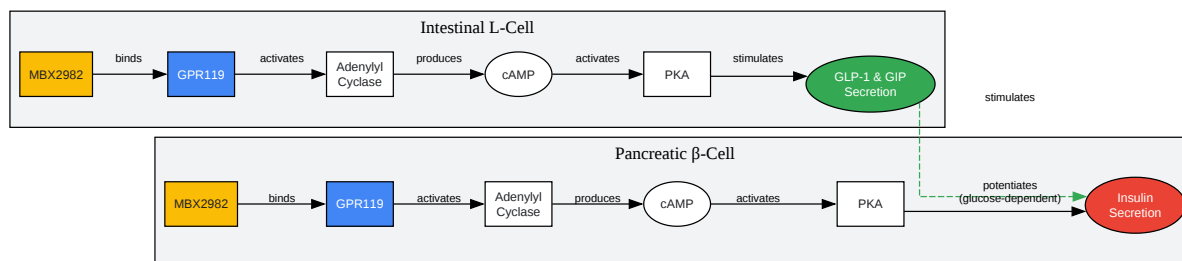 Intestinal L-Cell
MBX2982
binds
GPR119
activates
Adenylyl
Cyclase
produces
cAMP
activates
PKA
stimulates
GLP-1 & GIP
Secretion
stimulates
Pancreatic β-Cell
MBX2982
binds
GPR119
activates
Adenylyl
Cyclase
produces
cAMP
activates
PKA
potentiates
(glucose-dependent)
Insulin
Secretion